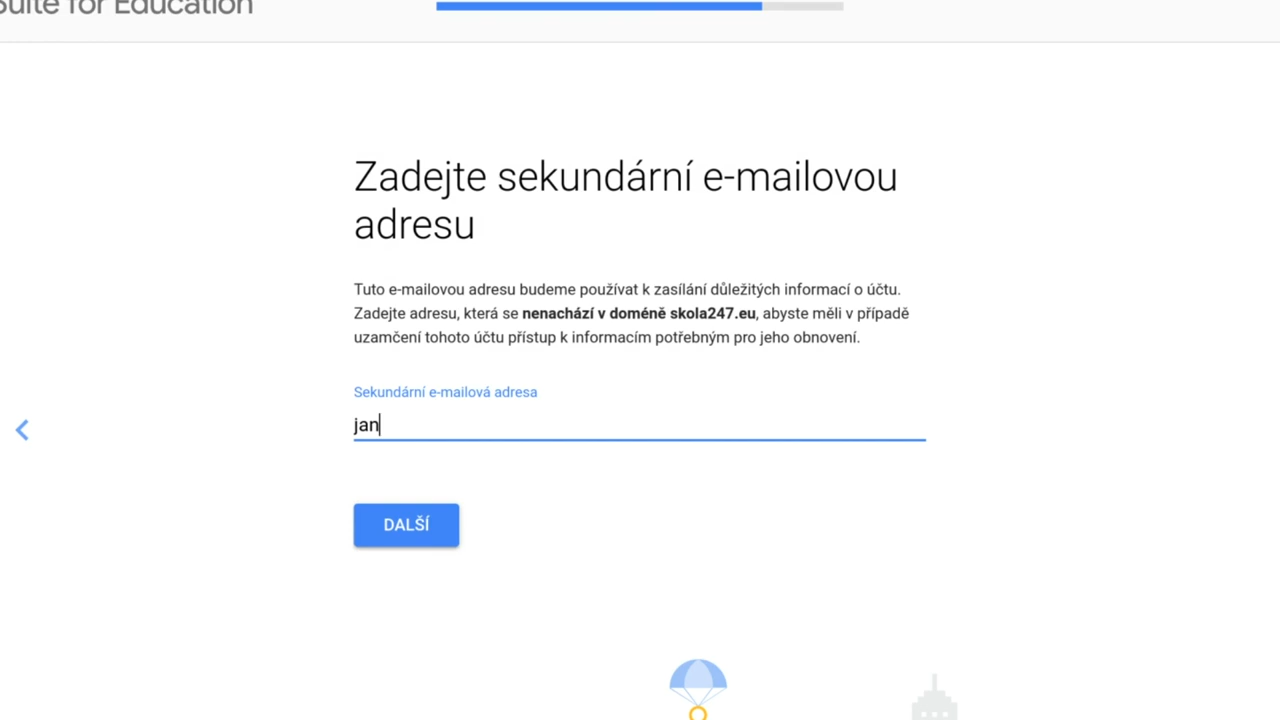 Suite for Education
Zadejte sekundární e-mailovou
adresu
Tuto e-mailovou adresu budeme používat k zasílání důležitých informací o účtu.
Zadejte adresu, která se nenachází v doméně skola247.eu, abyste měli v případě
uzamčení tohoto účtu přístup k informacím potřebným pro jeho obnovení.
Sekundární e-mailová adresa
jan
DALŠÍ